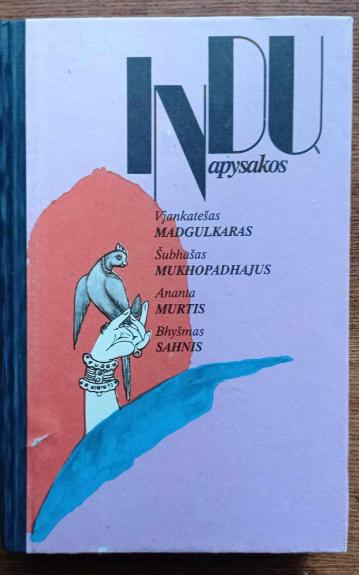 INDŲ
apysakos
Vjankatešas
MADGULKARAS
Šubhašas
MUKHOPADHAJUS
Ananta
MURTIS
Bhyšmas
SAHNIS